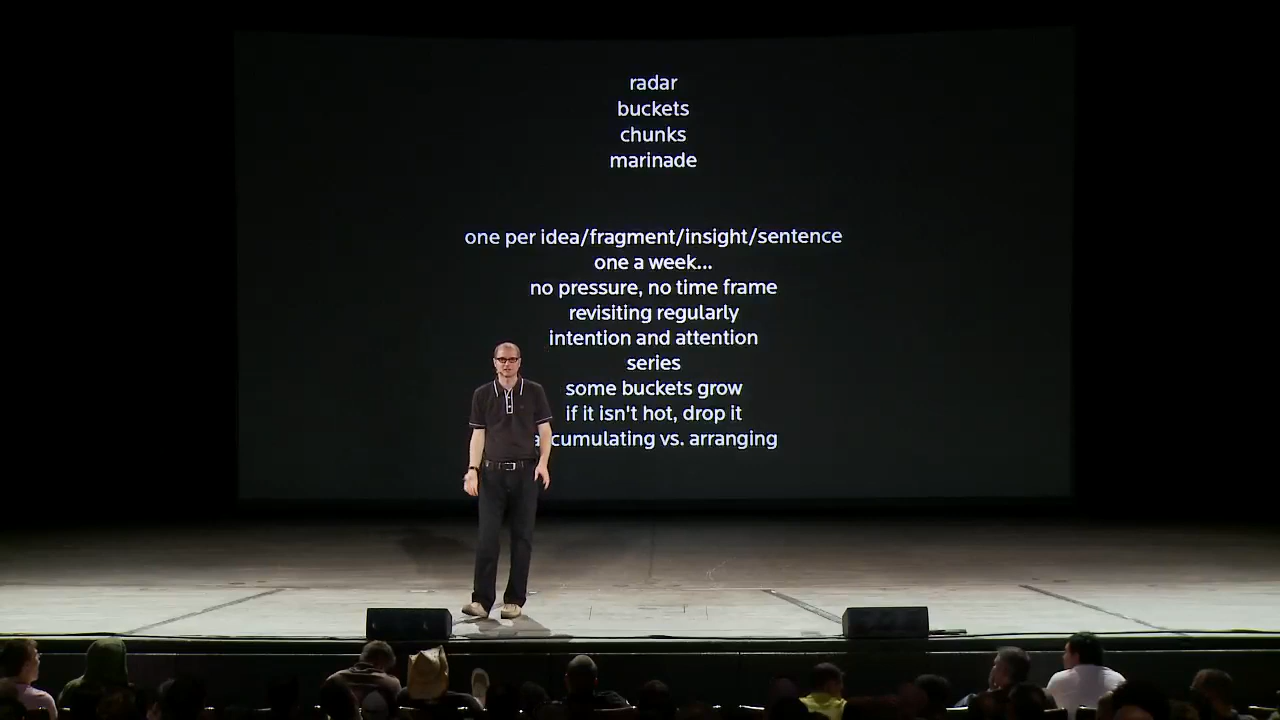 radar
buckets
chunks
marinade
one per idea/fragment/insight/sentence
one a week...
no pressure, no time frame
revisiting regularly
intention and attention
series
some buckets grow
if it isn't hot, drop it
accumulating vs. arranging